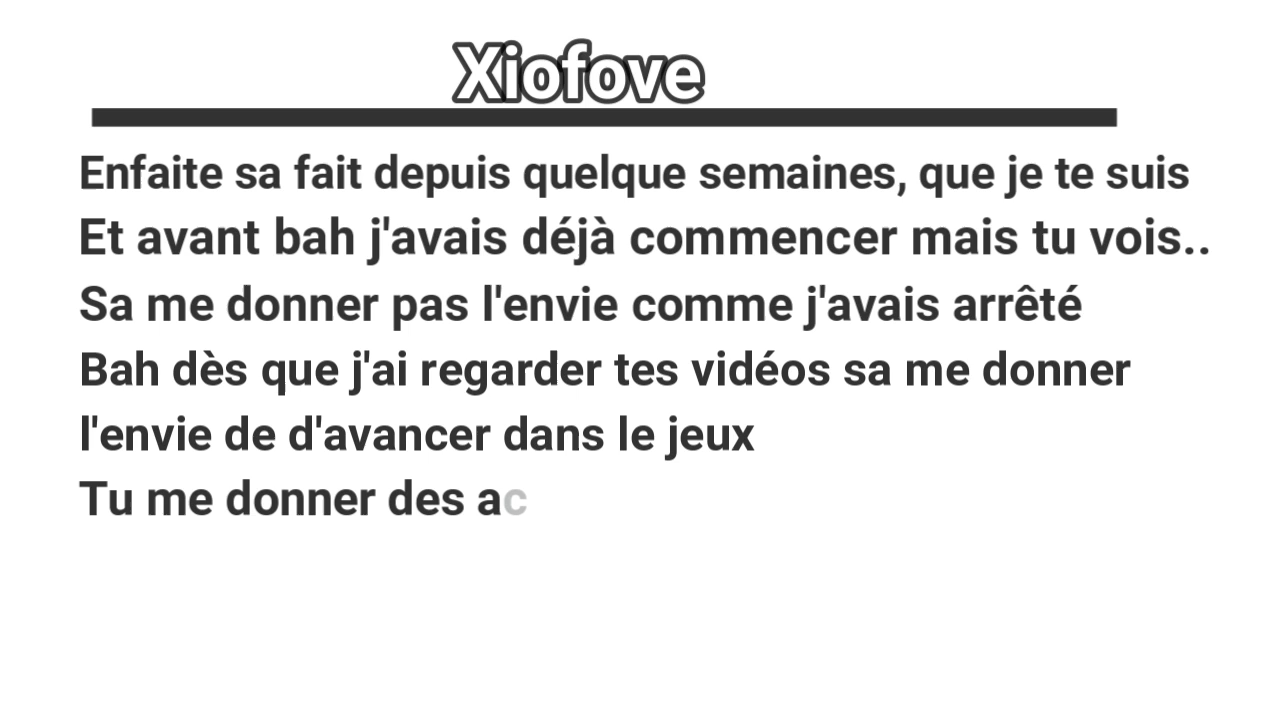 Xiofove
Enfaite sa fait depuis quelque semaines, que je te suis
Et avant bah j'avais déjà commencer mais tu vois..
Sa me donner pas l'envie comme j'avais arrêté
Bah dès que j'ai regarder tes vidéos sa me donner
l'envie de d'avancer dans le jeux
Tu me donner des ac